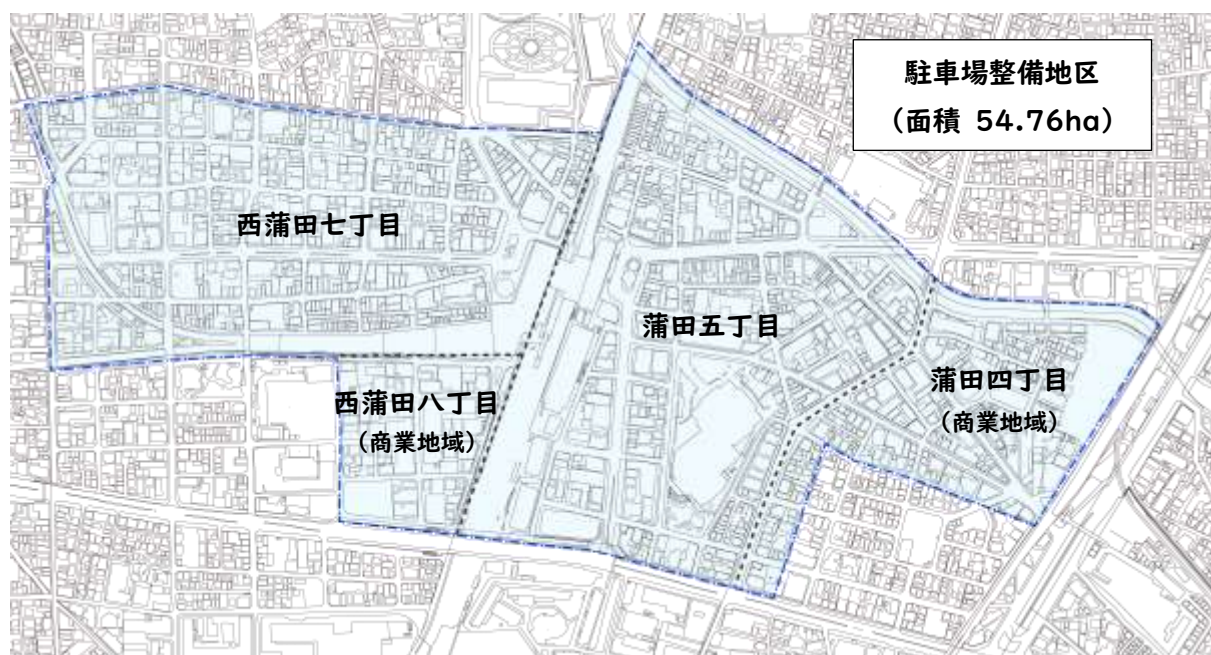 駐車場整備地区
（面積 54.76ha）
西蒲田七丁目
蒲田五丁目
蒲田四丁目
（商業地域）
西蒲田八丁目
（商業地域）